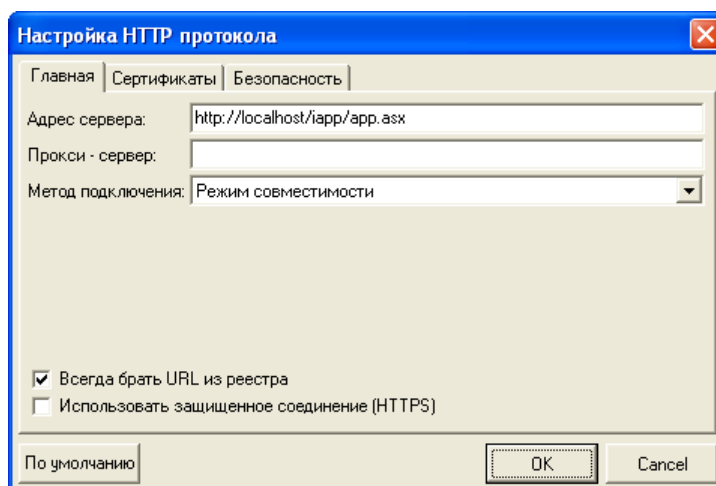 Настройка HTTP протокола
Главная Сертификаты Безопасность
Адрес сервера: http://localhost/iapp/app.asx
Прокси - сервер:
Метод подключения: Режим совместимости
Всегда брать URL из реестра
Использовать защищенное соединение (HTTPS)
По умолчанию OK Cancel